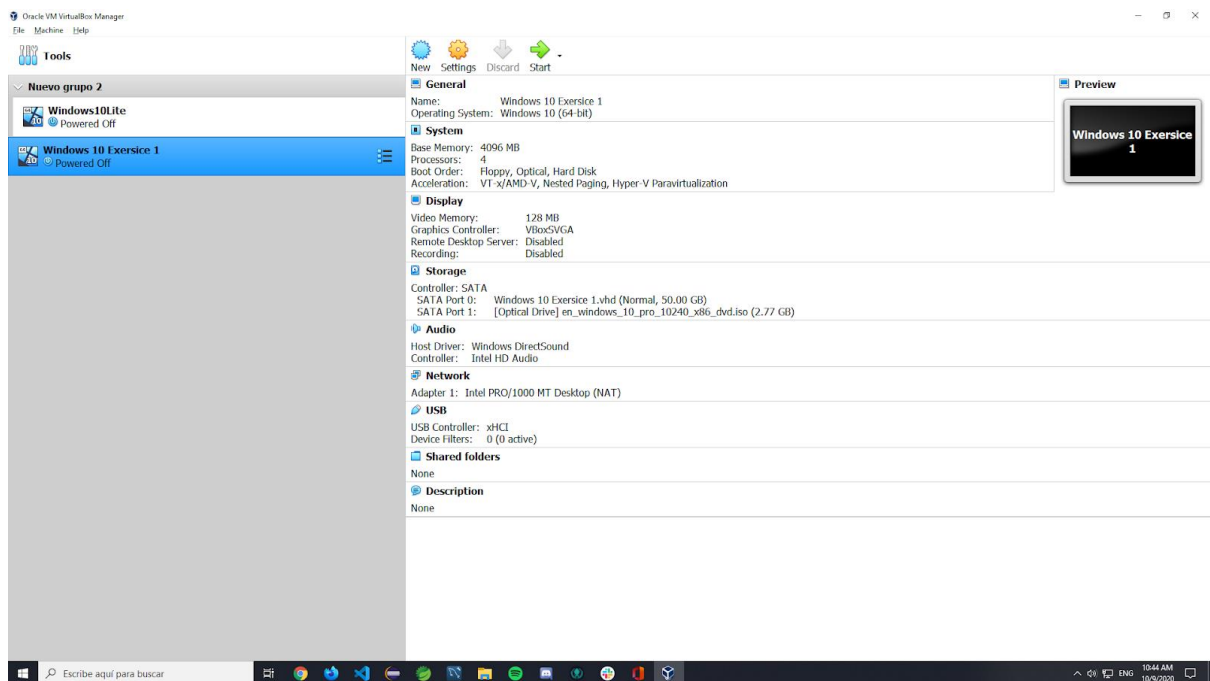 Oracle VM VirtualBox Manager
File Machine Help
Tools
New Settings Discard Start
Nuevo grupo 2
Windows10Lite
Powered Off
Windows 10 Exersice 1
Powered Off
General
Name: Windows 10 Exersice 1
Operating System: Windows 10 (64-bit)
System
Base Memory: 4096 MB
Processors: 4
Boot Order: Floppy, Optical, Hard Disk
Acceleration: VT-x/AMD-V, Nested Paging, Hyper-V Paravirtualization
Preview
Windows 10 Exersice
1
Display
Video Memory: 128 MB
Graphics Controller: VBoxSVGA
Remote Desktop Server: Disabled
Recording: Disabled
Storage
Controller: SATA
SATA Port 0: Windows 10 Exersice 1.vhd (Normal, 50.00 GB)
SATA Port 1: [Optical Drive] en_windows_10_pro_10240_x86_dvd.iso (2.77 GB)
Audio
Host Driver: Windows DirectSound
Controller: Intel HD Audio
Network
Adapter 1: Intel PRO/1000 MT Desktop (NAT)
USB
USB Controller: xHCI
Device Filters: 0 (0 active)
Shared folders
None
Description
None
Escribe aquí para buscar
ENG
10:44 AM
10/9/2020